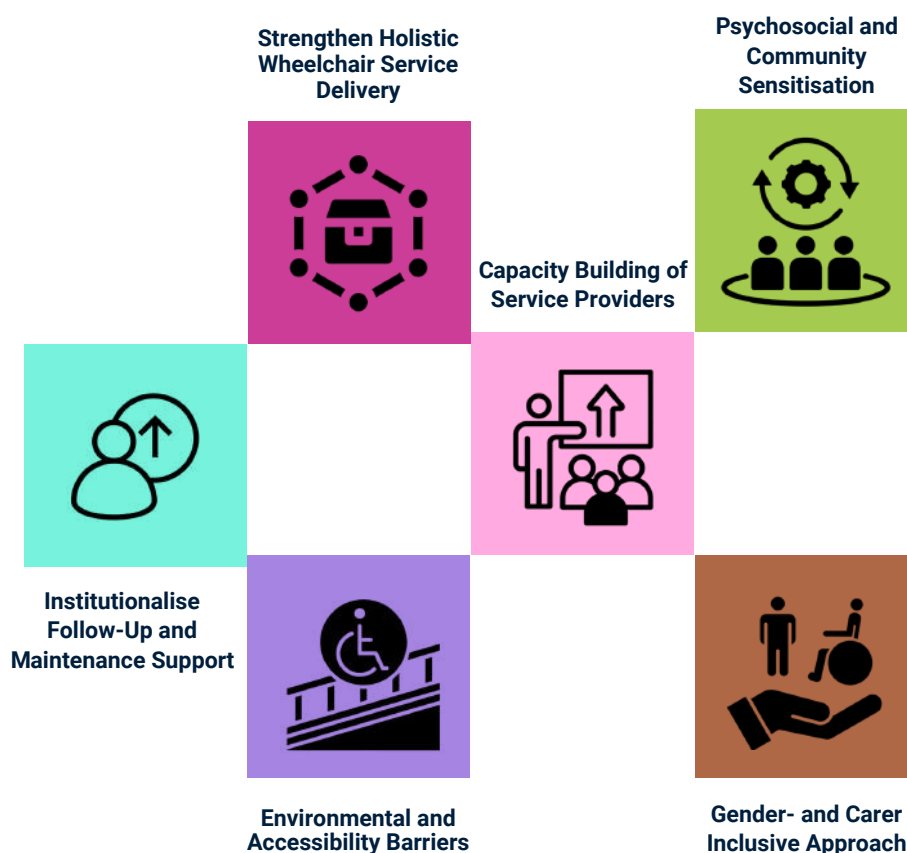 Strengthen Holistic
Wheelchair Service
Delivery
Psychosocial and
Community
Sensitisation
Capacity Building of
Service Providers
Institutionalise
Follow-Up and
Maintenance Support
Environmental and
Accessibility Barriers
Gender- and Carer
Inclusive Approach